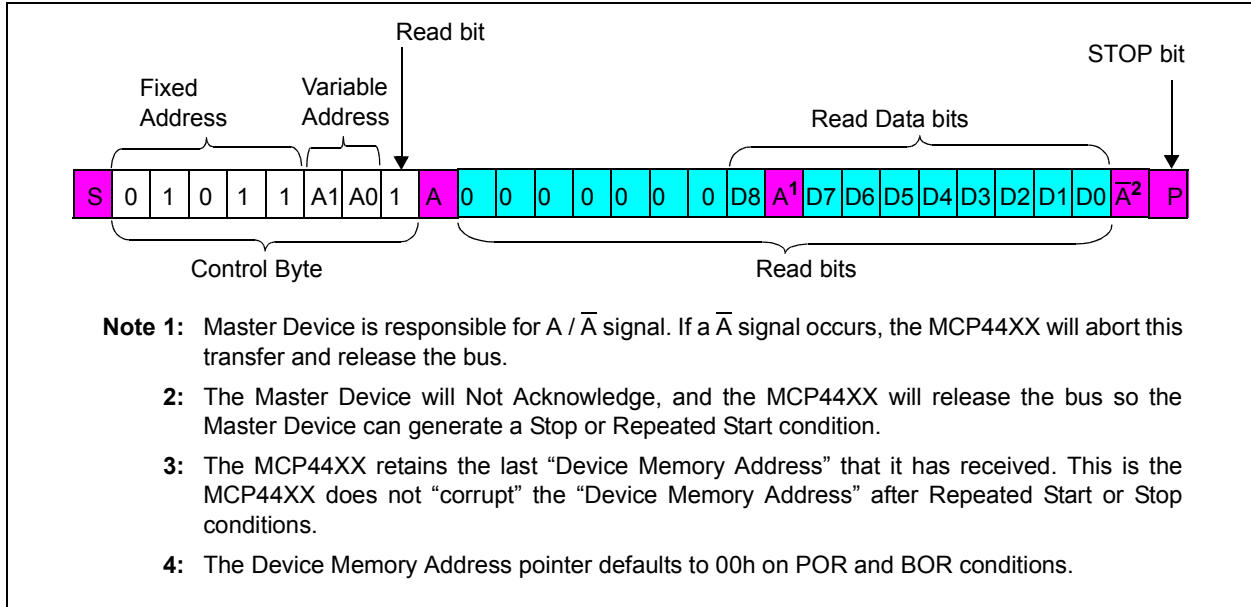 Read bit
STOP bit
Fixed Address
Variable Address
Read Data bits
S 0 1 0 1 1 A1 A0 1 A 0 0 0 0 0 0 0 D8 A¹ D7 D6 D5 D4 D3 D2 D1 D0 A̅² P
Control Byte
Read bits
Note 1: Master Device is responsible for A / A̅ signal. If a A̅ signal occurs, the MCP44XX will abort this
transfer and release the bus.
2: The Master Device will Not Acknowledge, and the MCP44XX will release the bus so the
Master Device can generate a Stop or Repeated Start condition.
3: The MCP44XX retains the last “Device Memory Address” that it has received. This is the
MCP44XX does not “corrupt” the “Device Memory Address” after Repeated Start or Stop
conditions.
4: The Device Memory Address pointer defaults to 00h on POR and BOR conditions.